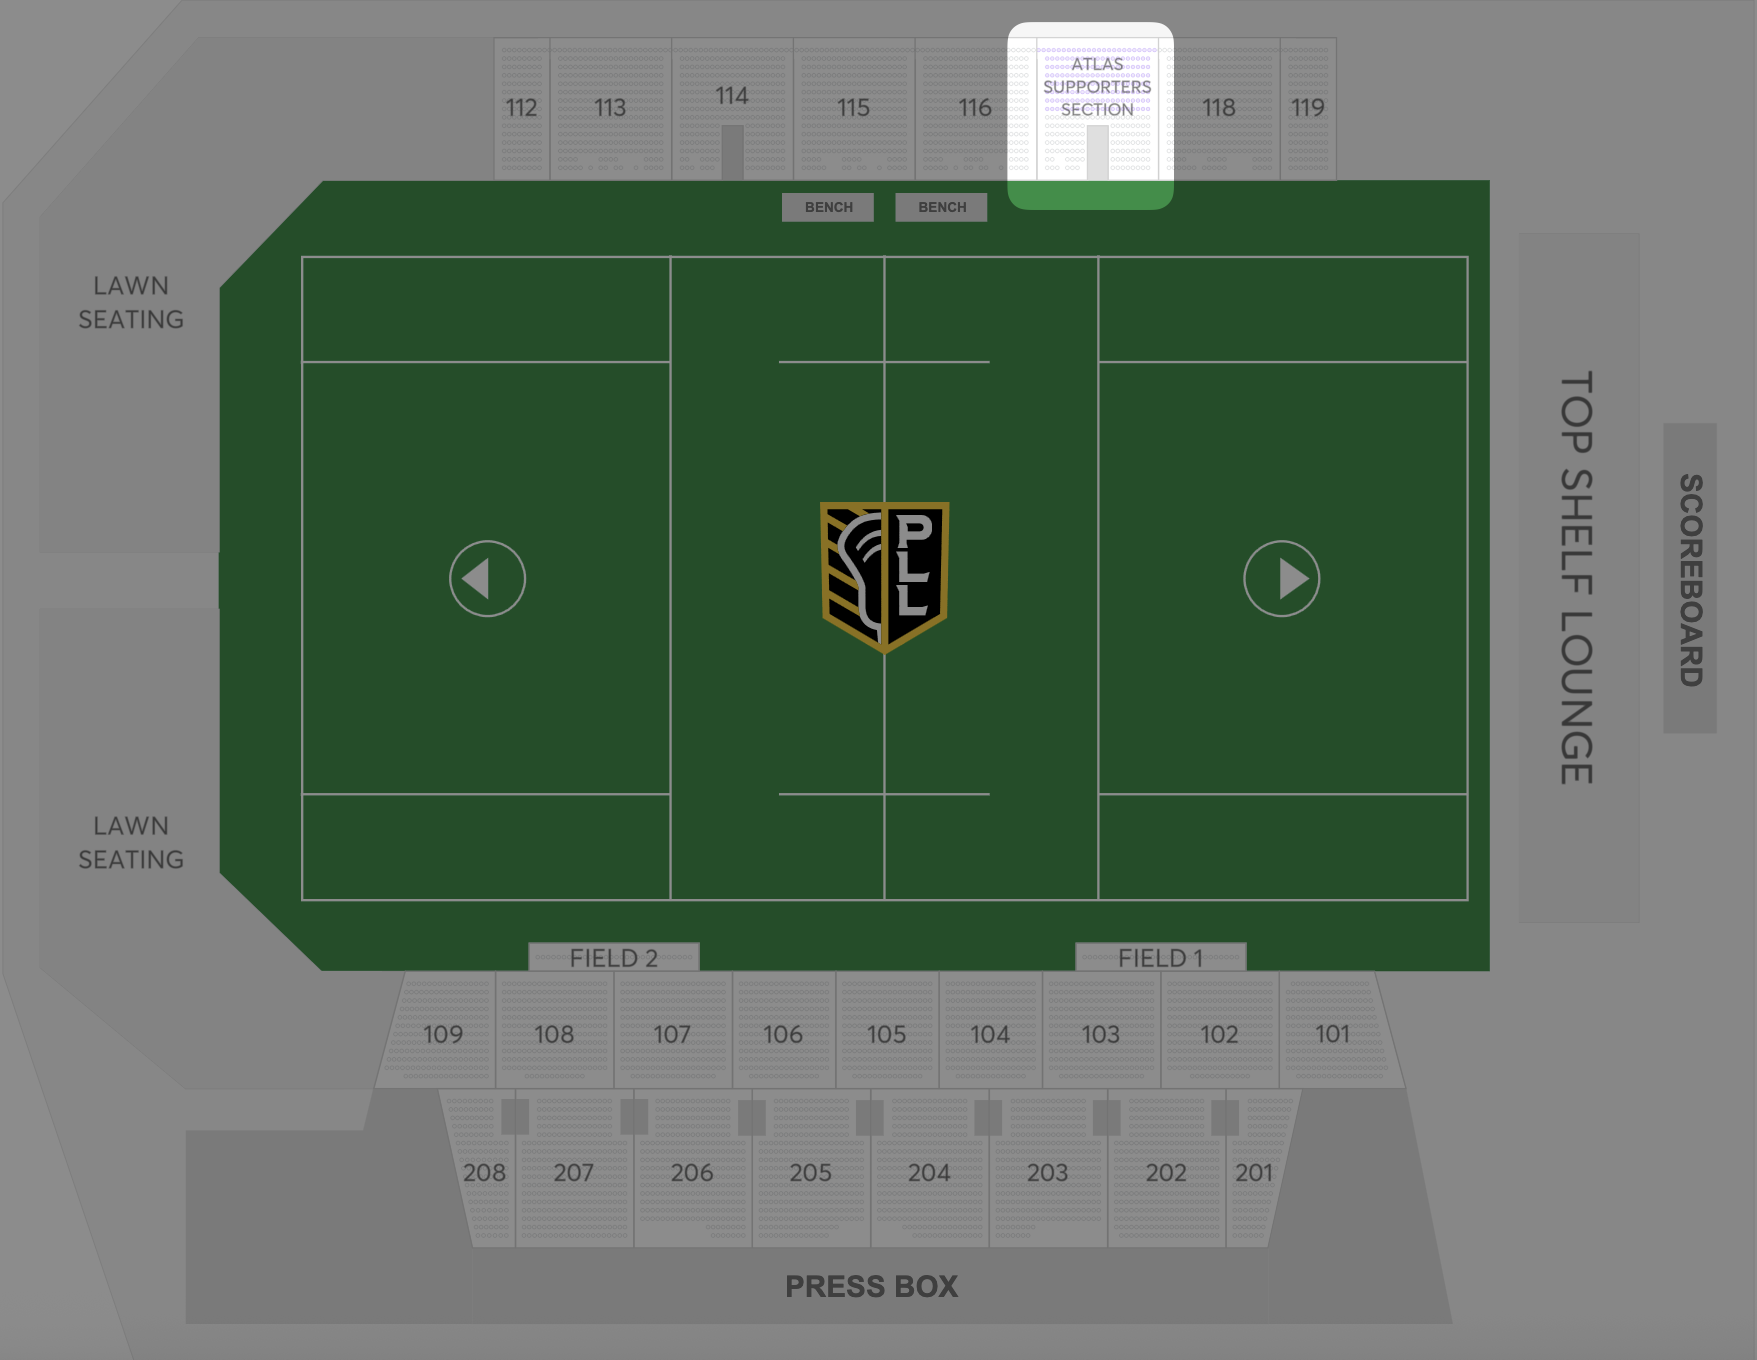 ATLAS
SUPPORTERS
SECTION
112
113
114
115
116
118
119
BENCH
BENCH
LAWN
SEATING
TOP SHELF LOUNGE
SCOREBOARD
PLL
LAWN
SEATING
FIELD 2
FIELD 1
109
108
107
106
105
104
103
102
101
208
207
206
205
204
203
202
201
PRESS BOX